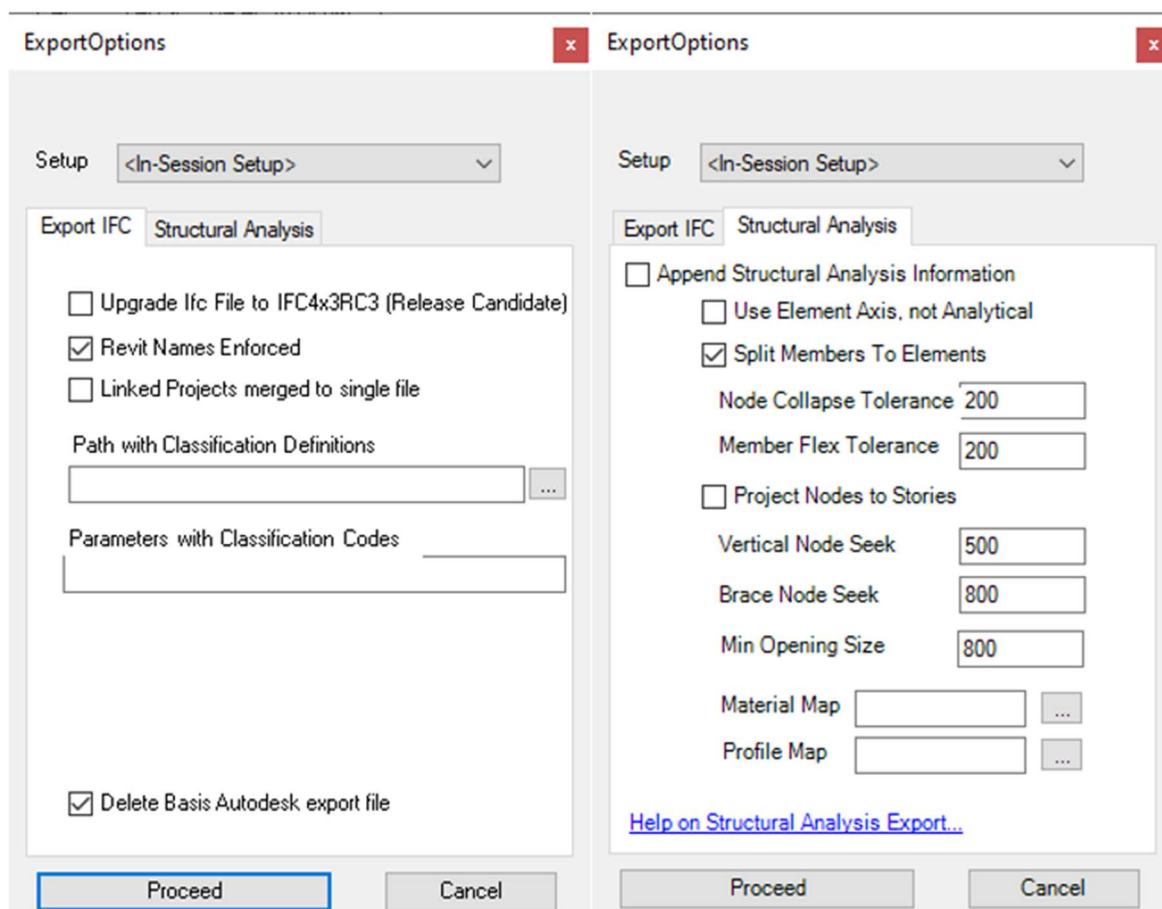 ExportOptions
x
Setup
<In-Session Setup>
Export IFC
Structural Analysis
Upgrade Ifc File to IFC4x3RC3 (Release Candidate)
Revit Names Enforced
Linked Projects merged to single file
Path with Classification Definitions
...
Parameters with Classification Codes
Delete Basis Autodesk export file
Proceed
Cancel
ExportOptions
x
Setup
<In-Session Setup>
Export IFC
Structural Analysis
Append Structural Analysis Information
Use Element Axis, not Analytical
Split Members To Elements
Node Collapse Tolerance 200
Member Flex Tolerance 200
Project Nodes to Stories
Vertical Node Seek 500
Brace Node Seek 800
Min Opening Size 800
Material Map ...
Profile Map ...
Help on Structural Analysis Export...
Proceed
Cancel